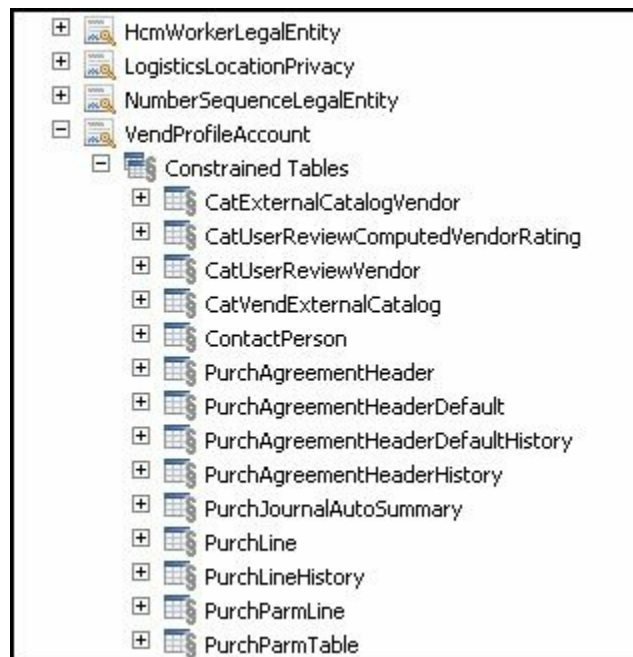 HcmWorkerLegalEntity
LogisticsLocationPrivacy
NumberSequenceLegalEntity
VendProfileAccount
Constrained Tables
CatExternalCatalogVendor
CatUserReviewComputedVendorRating
CatUserReviewVendor
CatVendExternalCatalog
ContactPerson
PurchAgreementHeader
PurchAgreementHeaderDefault
PurchAgreementHeaderDefaultHistory
PurchAgreementHeaderHistory
PurchJournalAutoSummary
PurchLine
PurchLineHistory
PurchParmLine
PurchParmTable